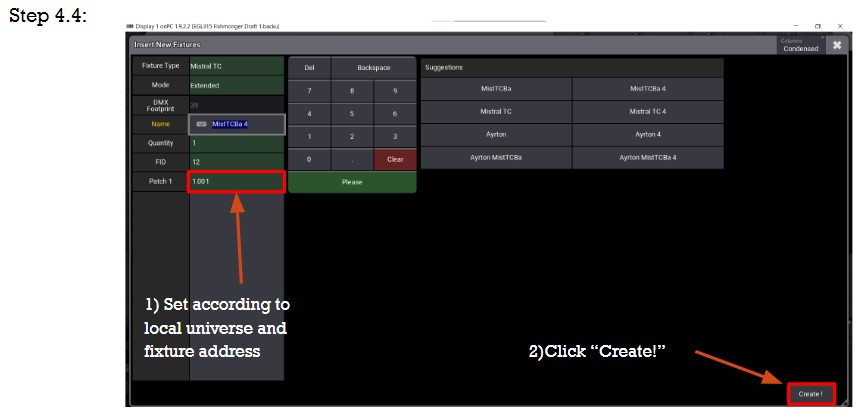 Step 4.4:
Display 1 onPC 1.9.2.2 [EGL315 Fishmonger Draft 1.backu]
Insert New Fixtures
Columns
Condensed
Fixture Type Mistral TC
Mode Extended
DMX Footprint 29
Name MistTCBa 4
Quantity 1
FID 12
Patch 1 1.001
Del Backspace
7 8 9
4 5 6
1 2 3
0 . Clear
Please
Suggestions
MistTCBa MistTCBa 4
Mistral TC Mistral TC 4
Ayrton Ayrton 4
Ayrton MistTCBa Ayrton MistTCBa 4
1) Set according to
local universe and
fixture address
2)Click “Create!”
Create !